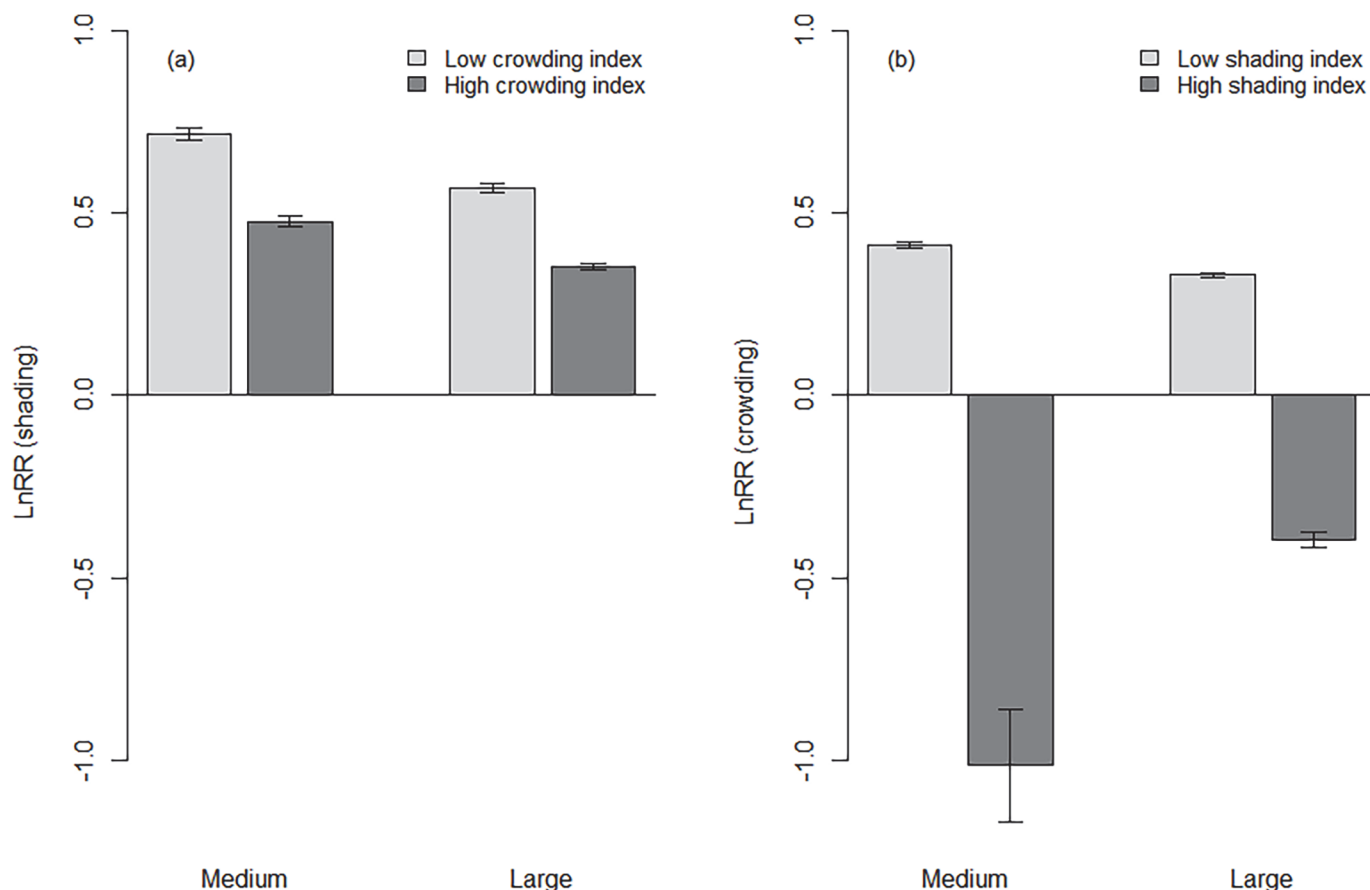 (a)
Low crowding index
High crowding index
1.0
0.5
0.0
-0.5
-1.0
LnRR (shading)
Medium
Large
(b)
Low shading index
High shading index
1.0
0.5
0.0
-0.5
-1.0
LnRR (crowding)
Medium
Large